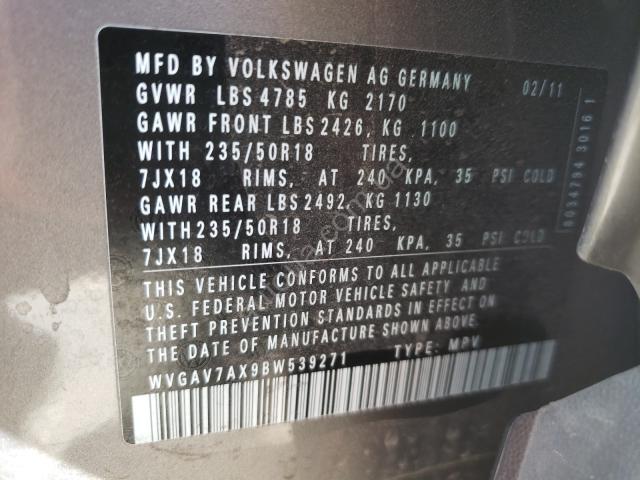 MFD BY VOLKSWAGEN AG GERMANY 02/11
GVWR LBS 4785 KG 2170
GAWR FRONT LBS 2426, KG 1100
WITH 235/50R18 TIRES,
7JX18 RIMS, AT 240 KPA, 35 PSI COLD
GAWR REAR LBS 2492, KG 1130
WITH 235/50R18 TIRES,
7JX18 RIMS, AT 240 KPA, 35 PSI COLD
THIS VEHICLE CONFORMS TO ALL APPLICABLE
U.S. FEDERAL MOTOR VEHICLE SAFETY AND
THEFT PREVENTION STANDARDS IN EFFECT ON
THE DATE OF MANUFACTURE SHOWN ABOVE.
WVGAV7AX9BW539271 TYPE: MPV
8034794 3016 1